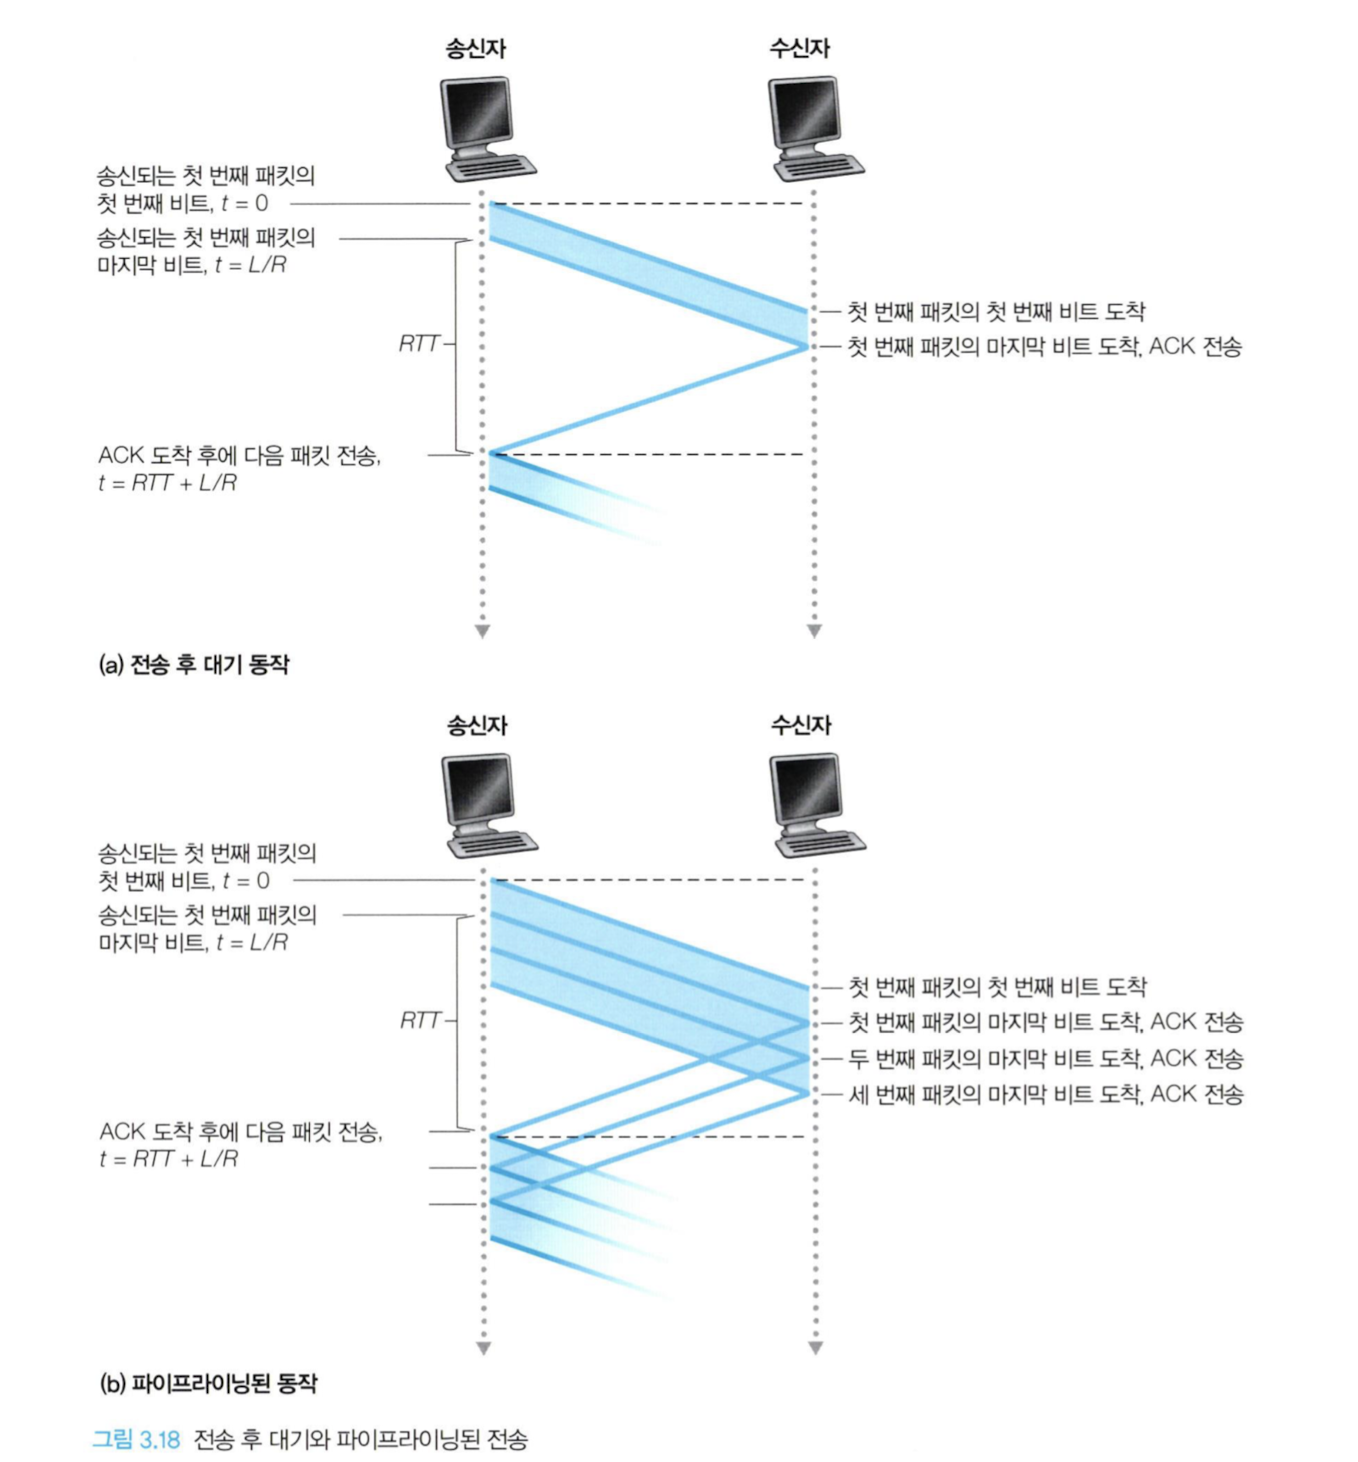 송신자 수신자
송신되는 첫 번째 패킷의
첫 번째 비트, t = 0
송신되는 첫 번째 패킷의
마지막 비트, t = L/R
첫 번째 패킷의 첫 번째 비트 도착
RTT
첫 번째 패킷의 마지막 비트 도착, ACK 전송
ACK 도착 후에 다음 패킷 전송,
t = RTT + L/R
(a) 전송 후 대기 동작
송신자 수신자
송신되는 첫 번째 패킷의
첫 번째 비트, t = 0
송신되는 첫 번째 패킷의
마지막 비트, t = L/R
첫 번째 패킷의 첫 번째 비트 도착
RTT
첫 번째 패킷의 마지막 비트 도착, ACK 전송
두 번째 패킷의 마지막 비트 도착, ACK 전송
세 번째 패킷의 마지막 비트 도착, ACK 전송
ACK 도착 후에 다음 패킷 전송,
t = RTT + L/R
(b) 파이프라이닝된 동작
그림 3.18 전송 후 대기와 파이프라이닝된 전송